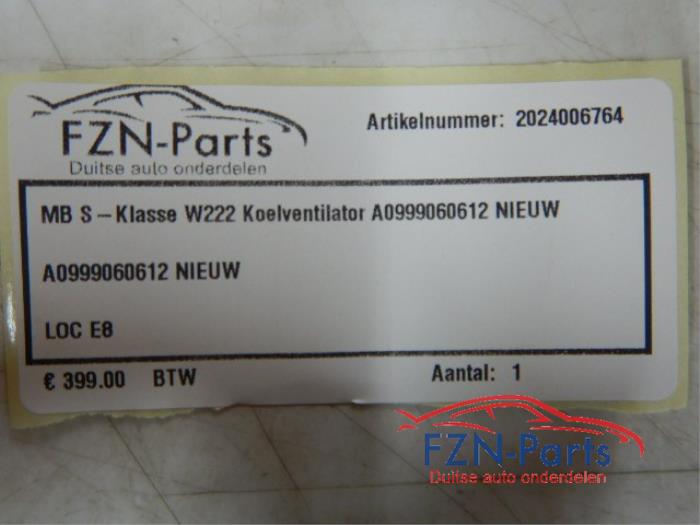 FZN-Parts
Duitse auto onderdelen
Artikelnummer: 2024006764
MB S – Klasse W222 Koelventilator A0999060612 NIEUW
A0999060612 NIEUW
LOC E8
€ 399.00 BTW
Aantal: 1
FZN-Parts
Duitse auto onderdelen